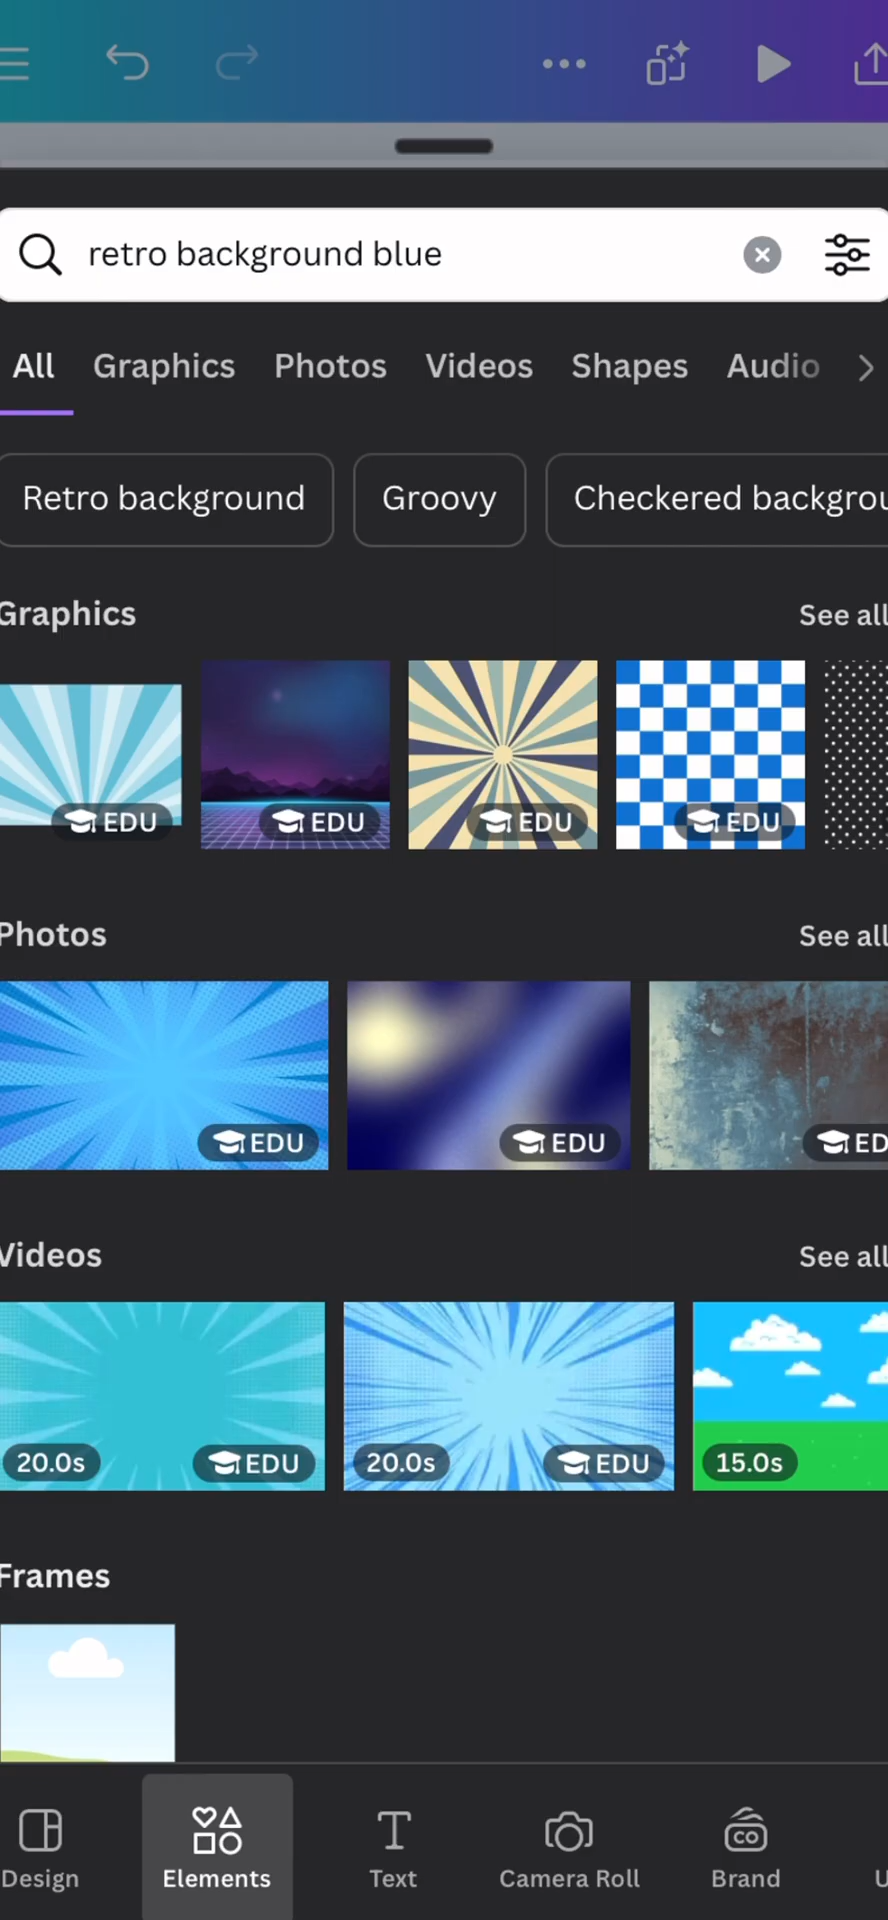 retro background blue
All Graphics Photos Videos Shapes Audio
Retro background Groovy Checkered backgrou
Graphics See all
EDU EDU EDU EDU
Photos See all
EDU EDU ED
Videos See all
20.0s EDU 20.0s EDU 15.0s
Frames
CO
Design Elements Text Camera Roll Brand U